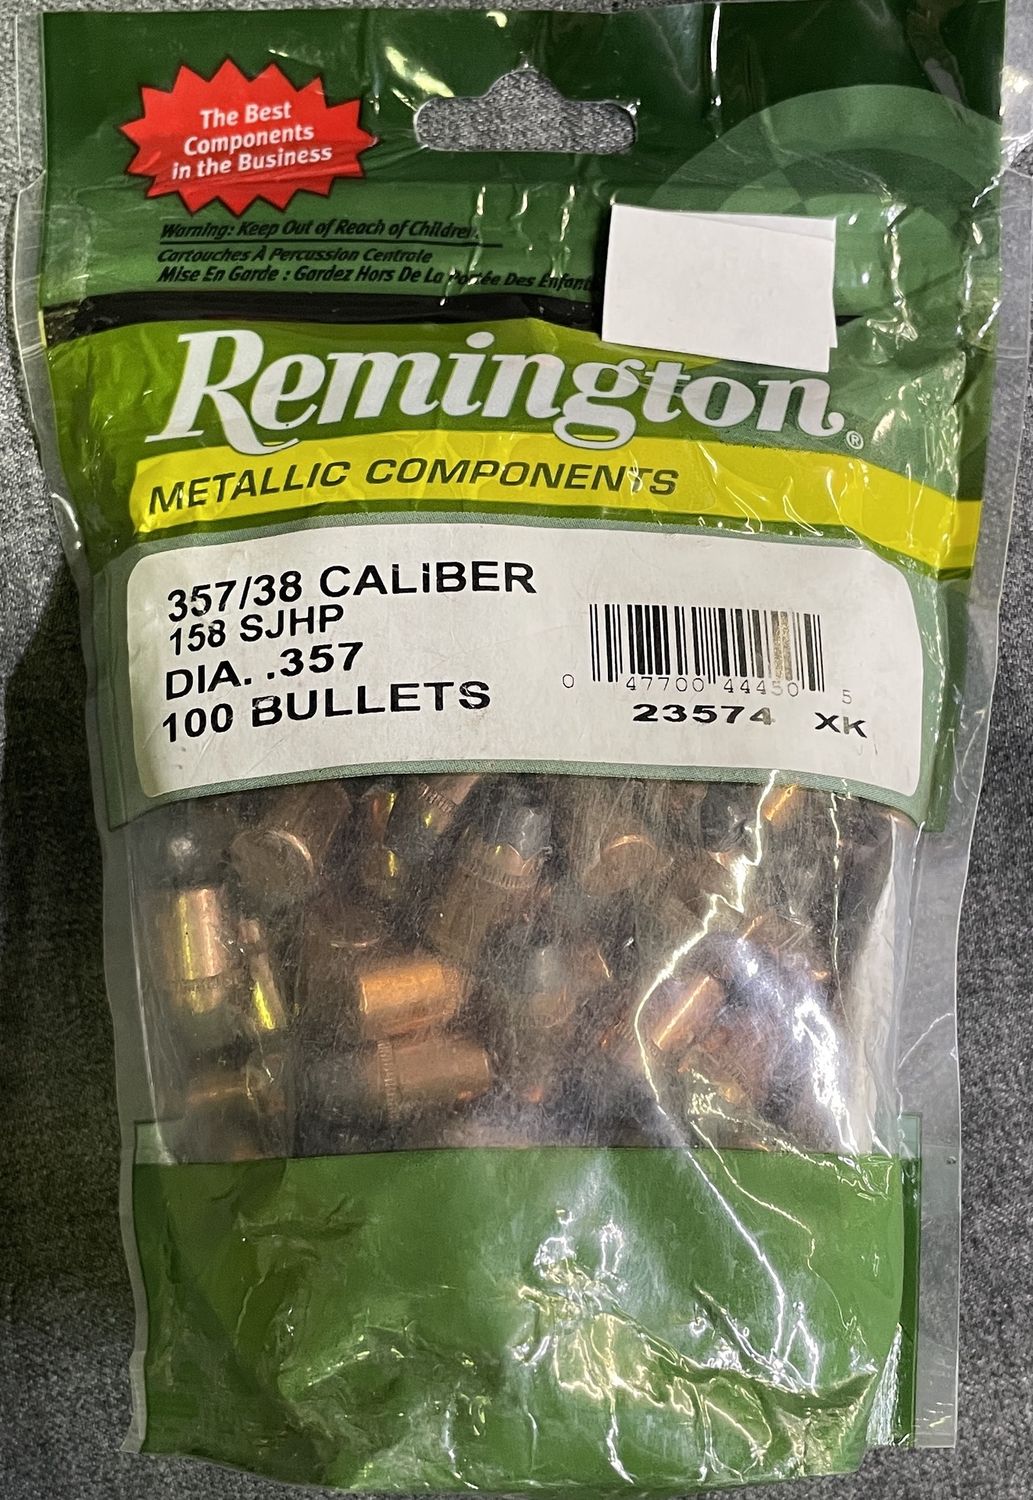 The Best
Components
in the Business
Warning: Keep Out of Reach of Children.
Cartouches À Percussion Centrale
Mise En Garde : Gardez Hors De La Portée Des Enfants
Remington®
METALLIC COMPONENTS
357/38 CALIBER
158 SJHP
DIA. .357
100 BULLETS
0 47700 44450 5
23574 XK